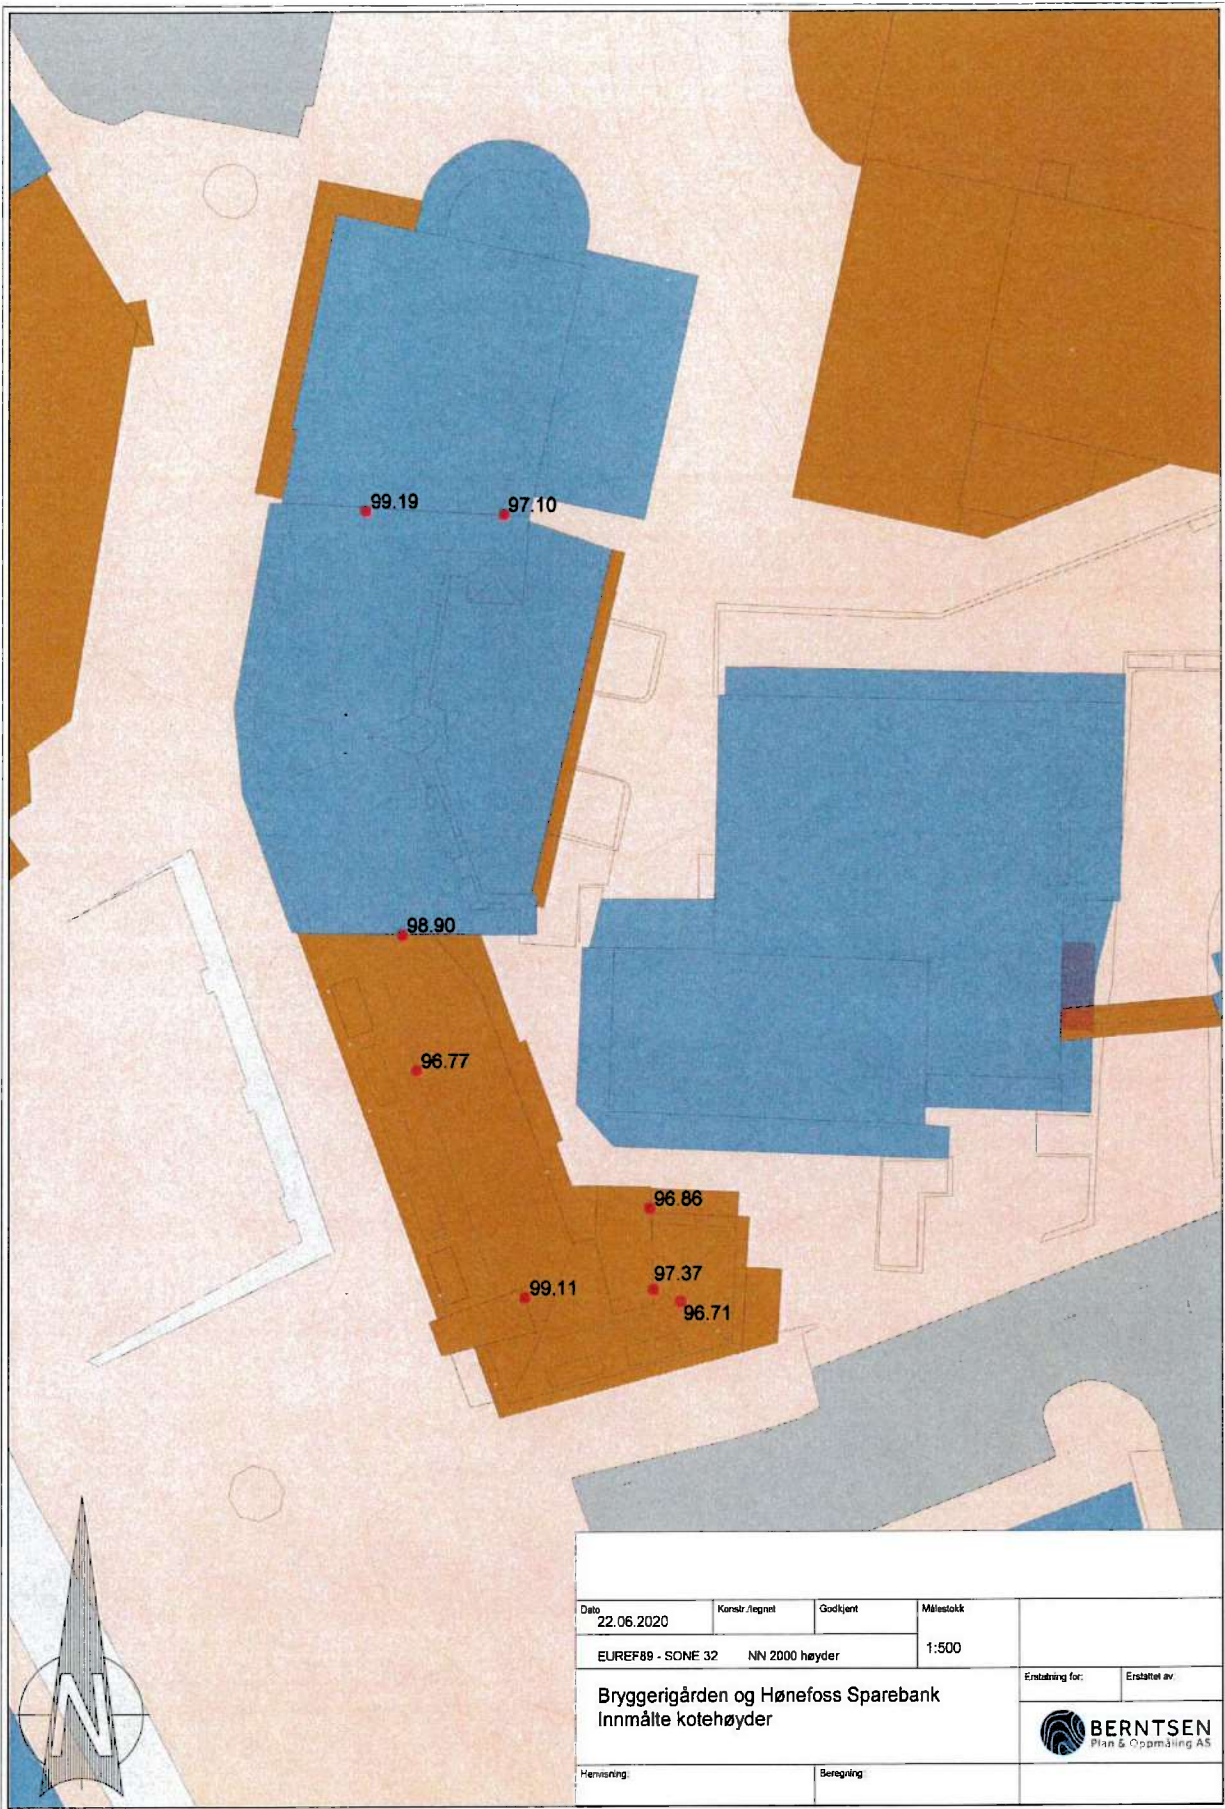 99.19
97.10
98.90
96.77
96.86
97.37
99.11
96.71
N
Dato
22.06.2020
Konstr./tegnet
Godkjent
Målestokk
1:500
EUREF89 - SONE 32 NN 2000 høyder
Bryggerigården og Hønefoss Sparebank
Innmålte kotehøyder
Erstatning for:
Erstattet av:
BERNTSEN
Plan & Oppmåling AS
Henvisning:
Beregning: